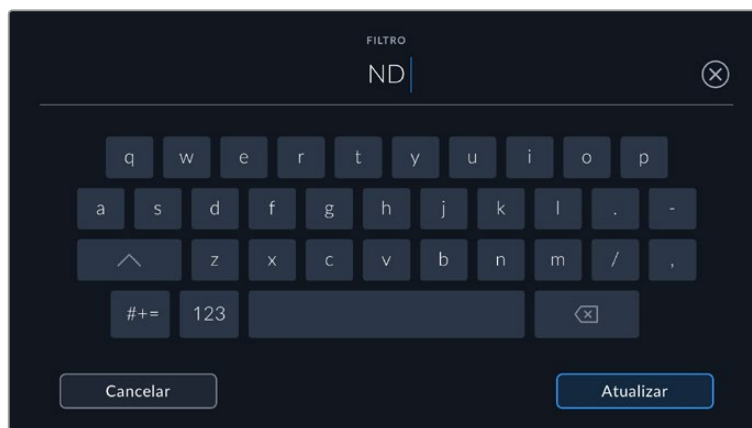 FILTRO
ND
q w e r t y u i o p
a s d f g h j k l . -
z x c v b n m / ,
#+= 123
Cancelar Atualizar